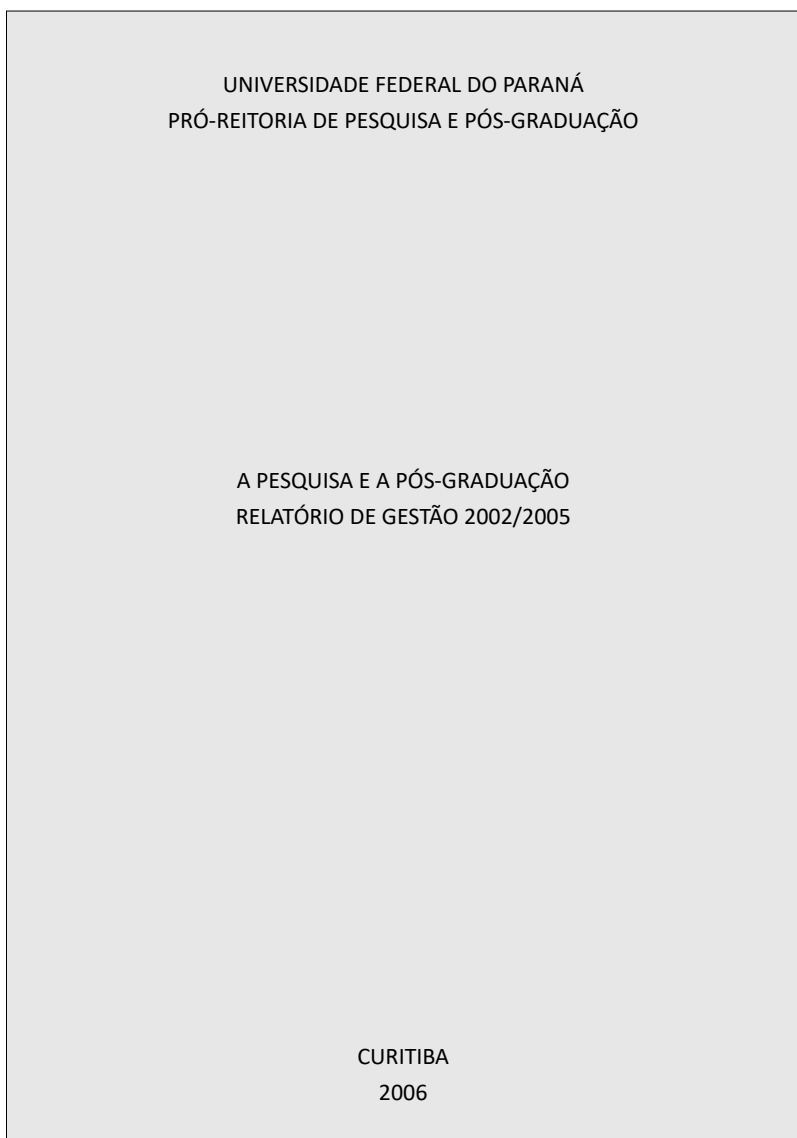 UNIVERSIDADE FEDERAL DO PARANÁ
PRÓ-REITORIA DE PESQUISA E PÓS-GRADUAÇÃO
A PESQUISA E A PÓS-GRADUAÇÃO
RELATÓRIO DE GESTÃO 2002/2005
CURITIBA
2006